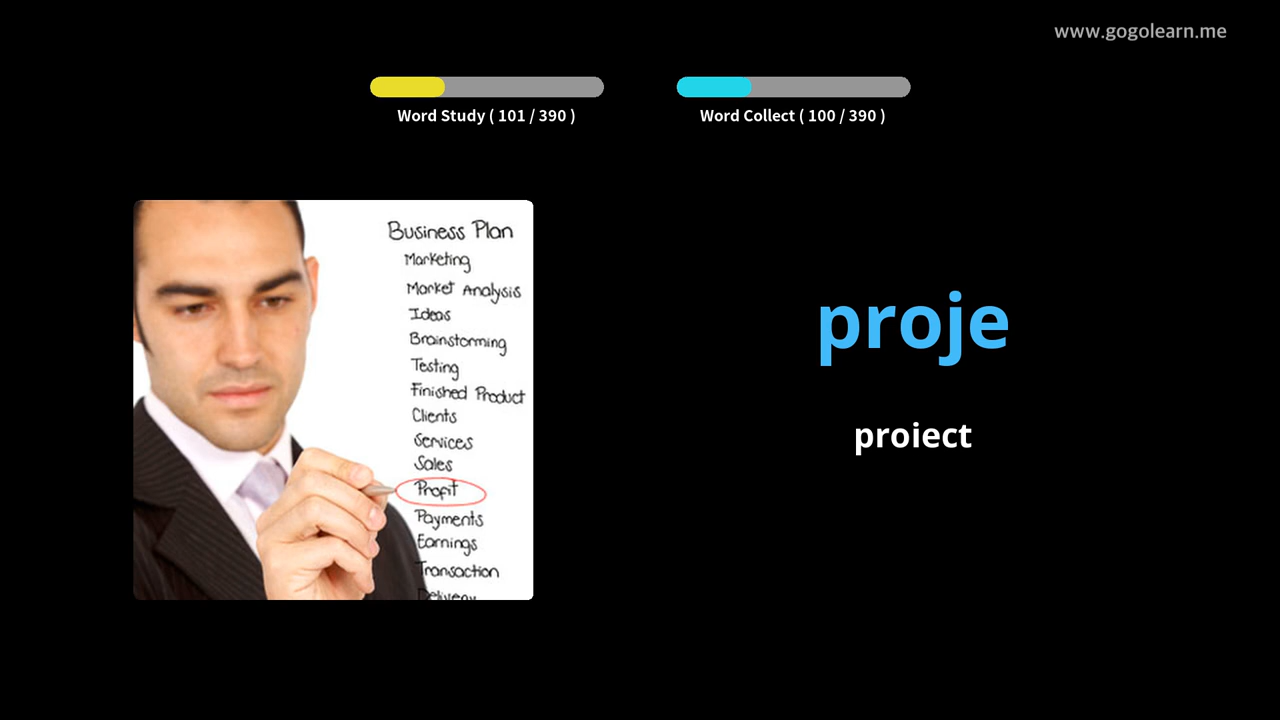 www.gogolearn.me
Word Study ( 101 / 390 )
Word Collect ( 100 / 390 )
Business Plan
Marketing
Market Analysis
Ideas
Brainstorming
Testing
Finished Product
Clients
Services
Sales
Profit
Payments
Earnings
Transaction
Delivery
proje
proiect